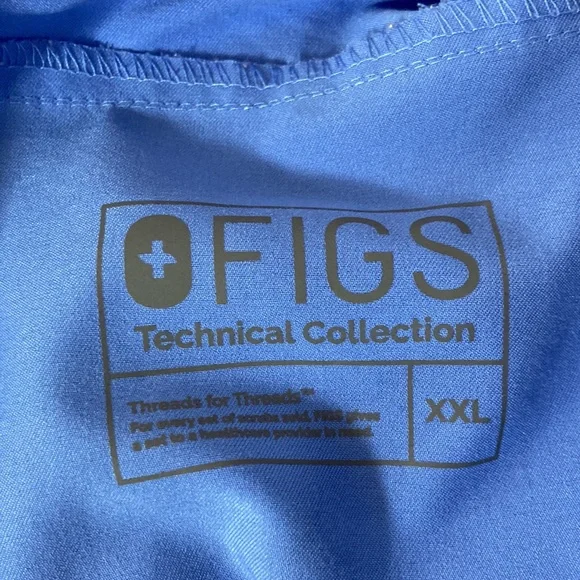 FIGS
Technical Collection
Threads for Threads™
For every set of scrubs sold, FIGS gives
a set to a healthcare provider in need.
XXL